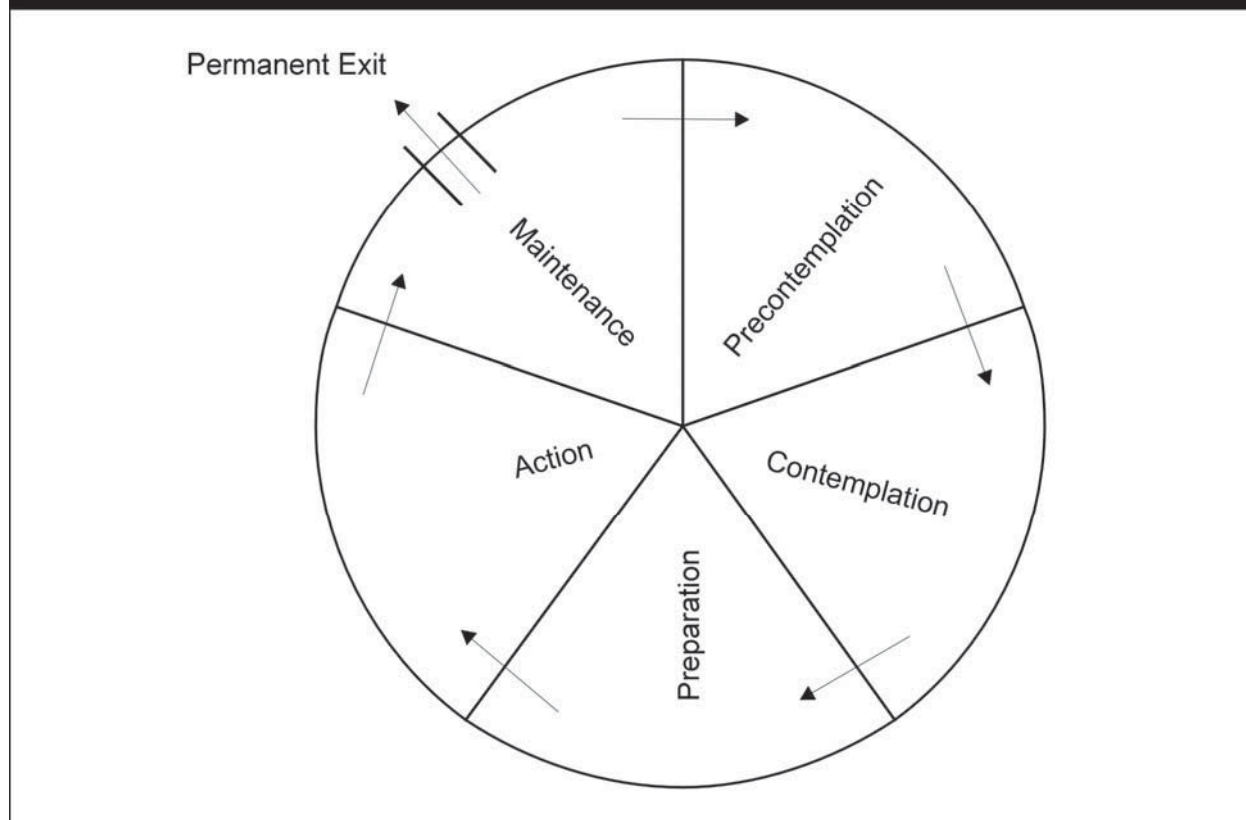 Permanent Exit
Maintenance
Precontemplation
Action
Contemplation
Preparation